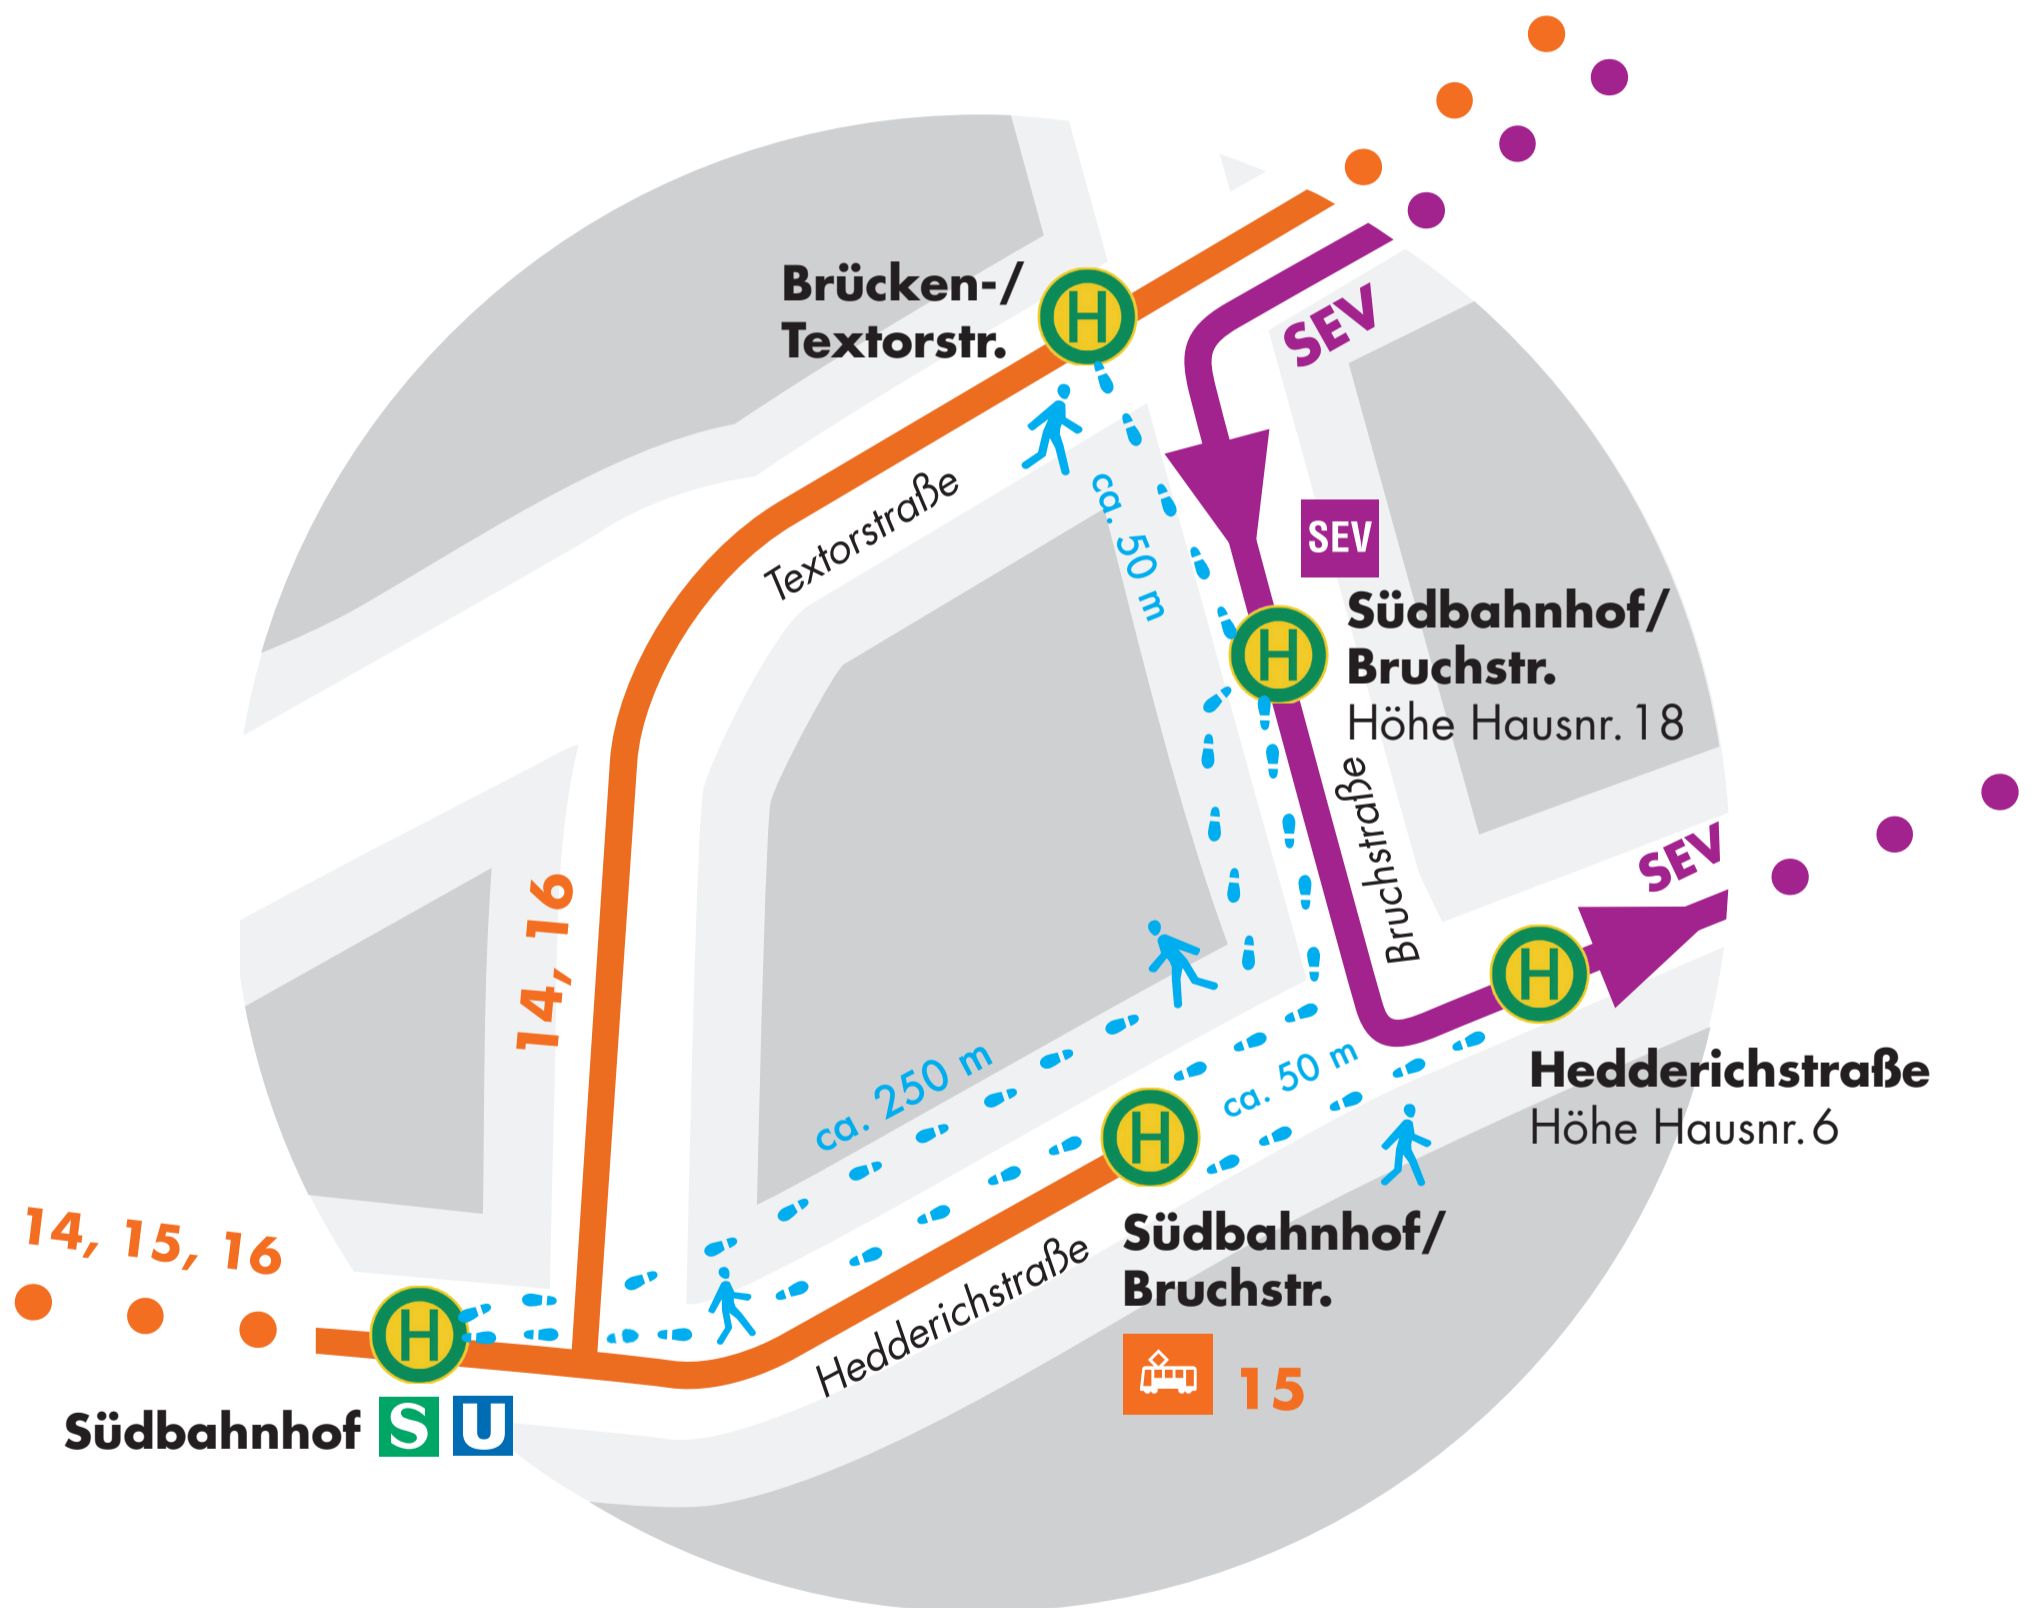 Brücken-/
Textorstr.
H
SEV
Textorstraße
ca. 50 m
SEV
H
Südbahnhof/
Bruchstr.
Höhe Hausnr. 18
Bruchstraße
14, 16
SEV
H
Hedderichstraße
Höhe Hausnr. 6
ca. 250 m
ca. 50 m
H
Südbahnhof/
Bruchstr.
15
Hedderichstraße
14, 15, 16
H
Südbahnhof S U